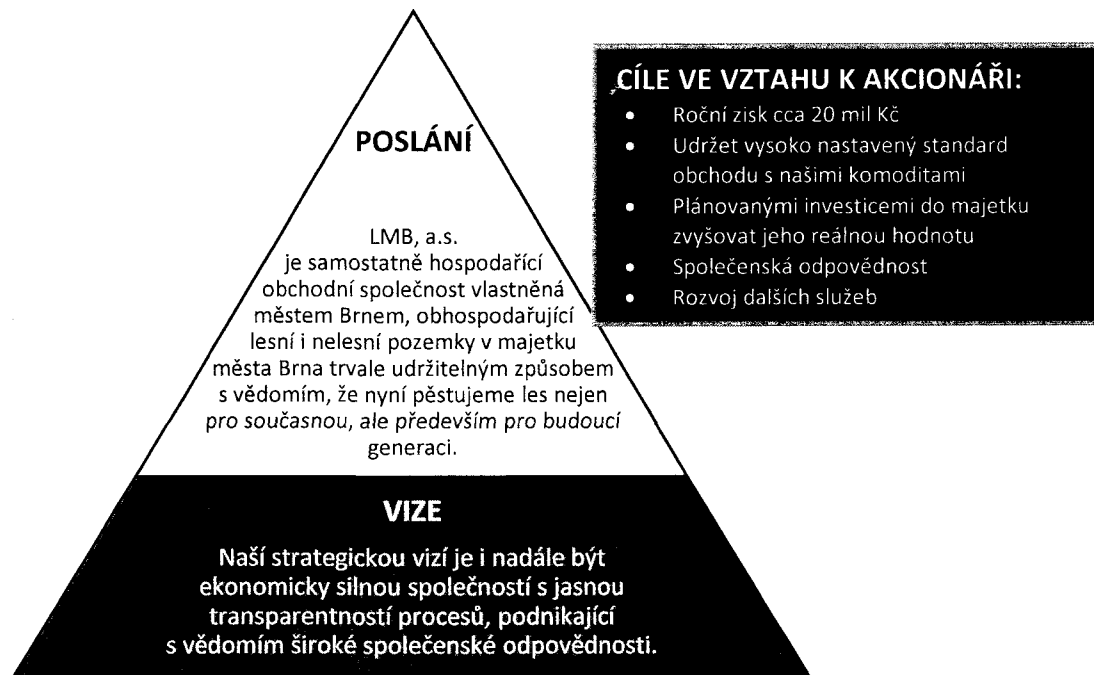 POSLÁNÍ
LMB, a.s.
je samostatně hospodařící
obchodní společnost vlastněná
městem Brnem, obhospodařující
lesní i nelesní pozemky v majetku
města Brna trvale udržitelným způsobem
s vědomím, že nyní pěstujeme les nejen
pro současnou, ale především pro budoucí
generaci.
VIZE
Naší strategickou vizí je i nadále být
ekonomicky silnou společností s jasnou
transparentností procesů, podnikající
s vědomím široké společenské odpovědnosti.
CÍLE VE VZTAHU K AKCIONÁŘI:
• Roční zisk cca 20 mil Kč
• Udržet vysoko nastavený standard
obchodu s našimi komoditami
• Plánovanými investicemi do majetku
zvyšovat jeho reálnou hodnotu
• Společenská odpovědnost
• Rozvoj dalších služeb